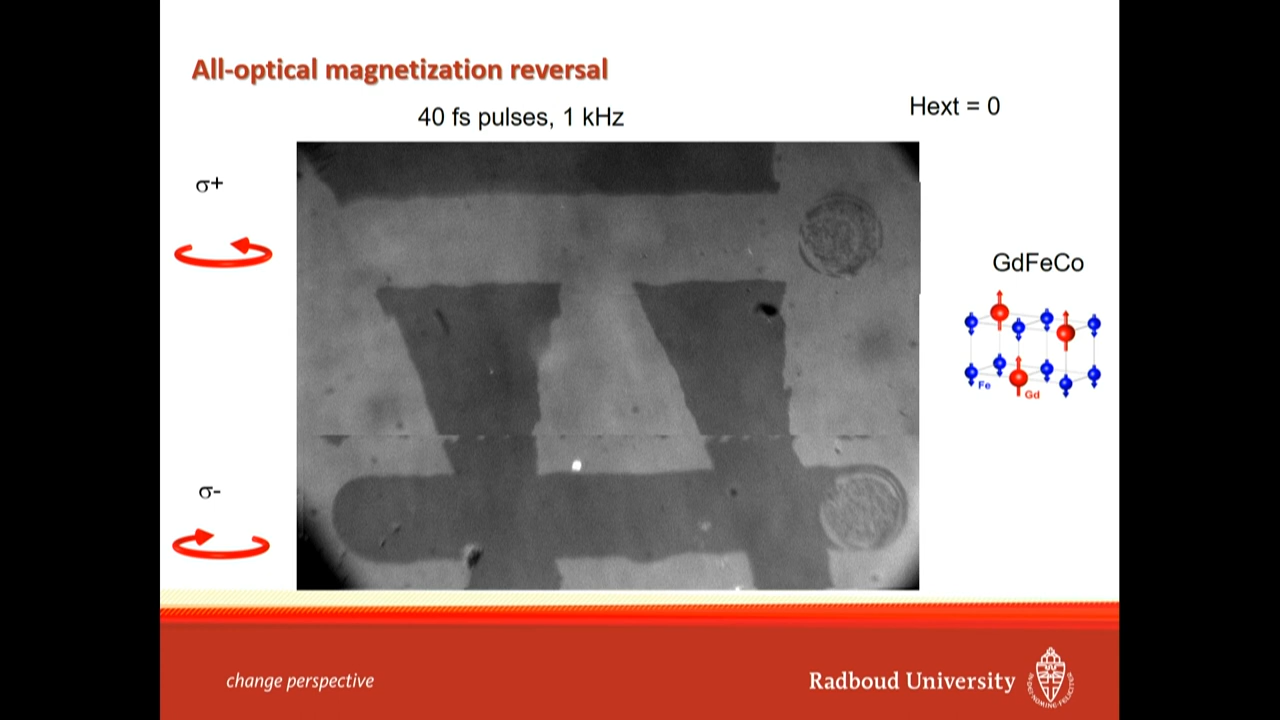 All-optical magnetization reversal
40 fs pulses, 1 kHz
Hext = 0
σ+
GdFeCo
Fe
Gd
σ-
change perspective
Radboud University